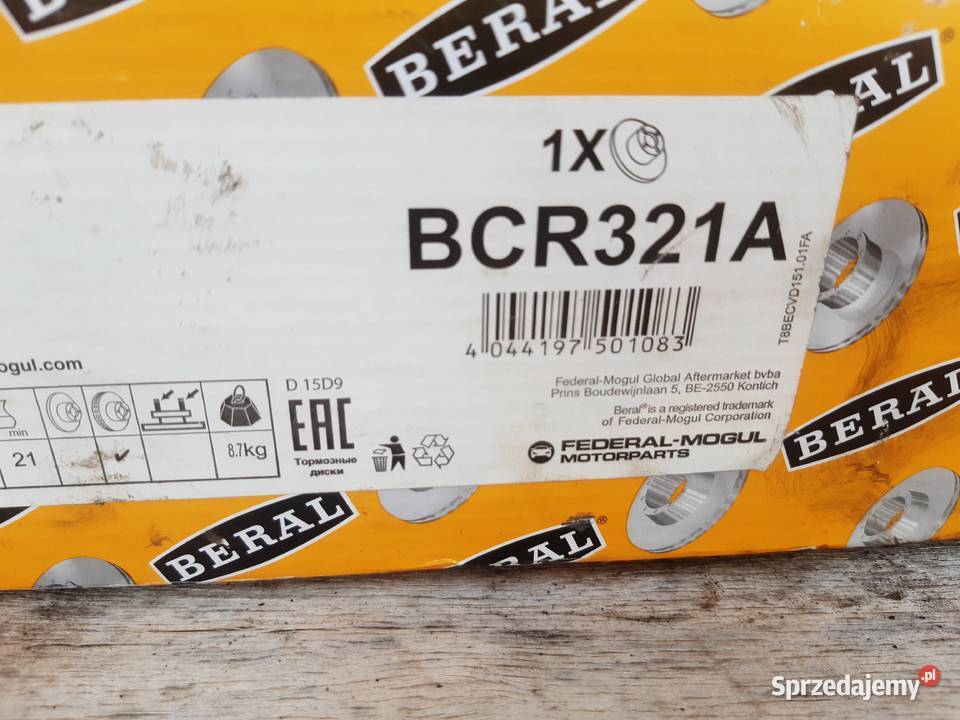 BERAL
BERAL®
1X
BCR321A
T8BECVD151.01FA
4 044197 501083
ogul.com
Federal-Mogul Global Aftermarket bvba
Prins Boudewijnlaan 5, BE-2550 Kontich
Beral® is a registered trademark
of Federal-Mogul Corporation
FEDERAL-MOGUL
MOTORPARTS
D 15D9
EAC
Тормозные
диски
min
21
✓
8.7kg
BERAL
BERAL
BERAL®
Sprzedajemy.pl